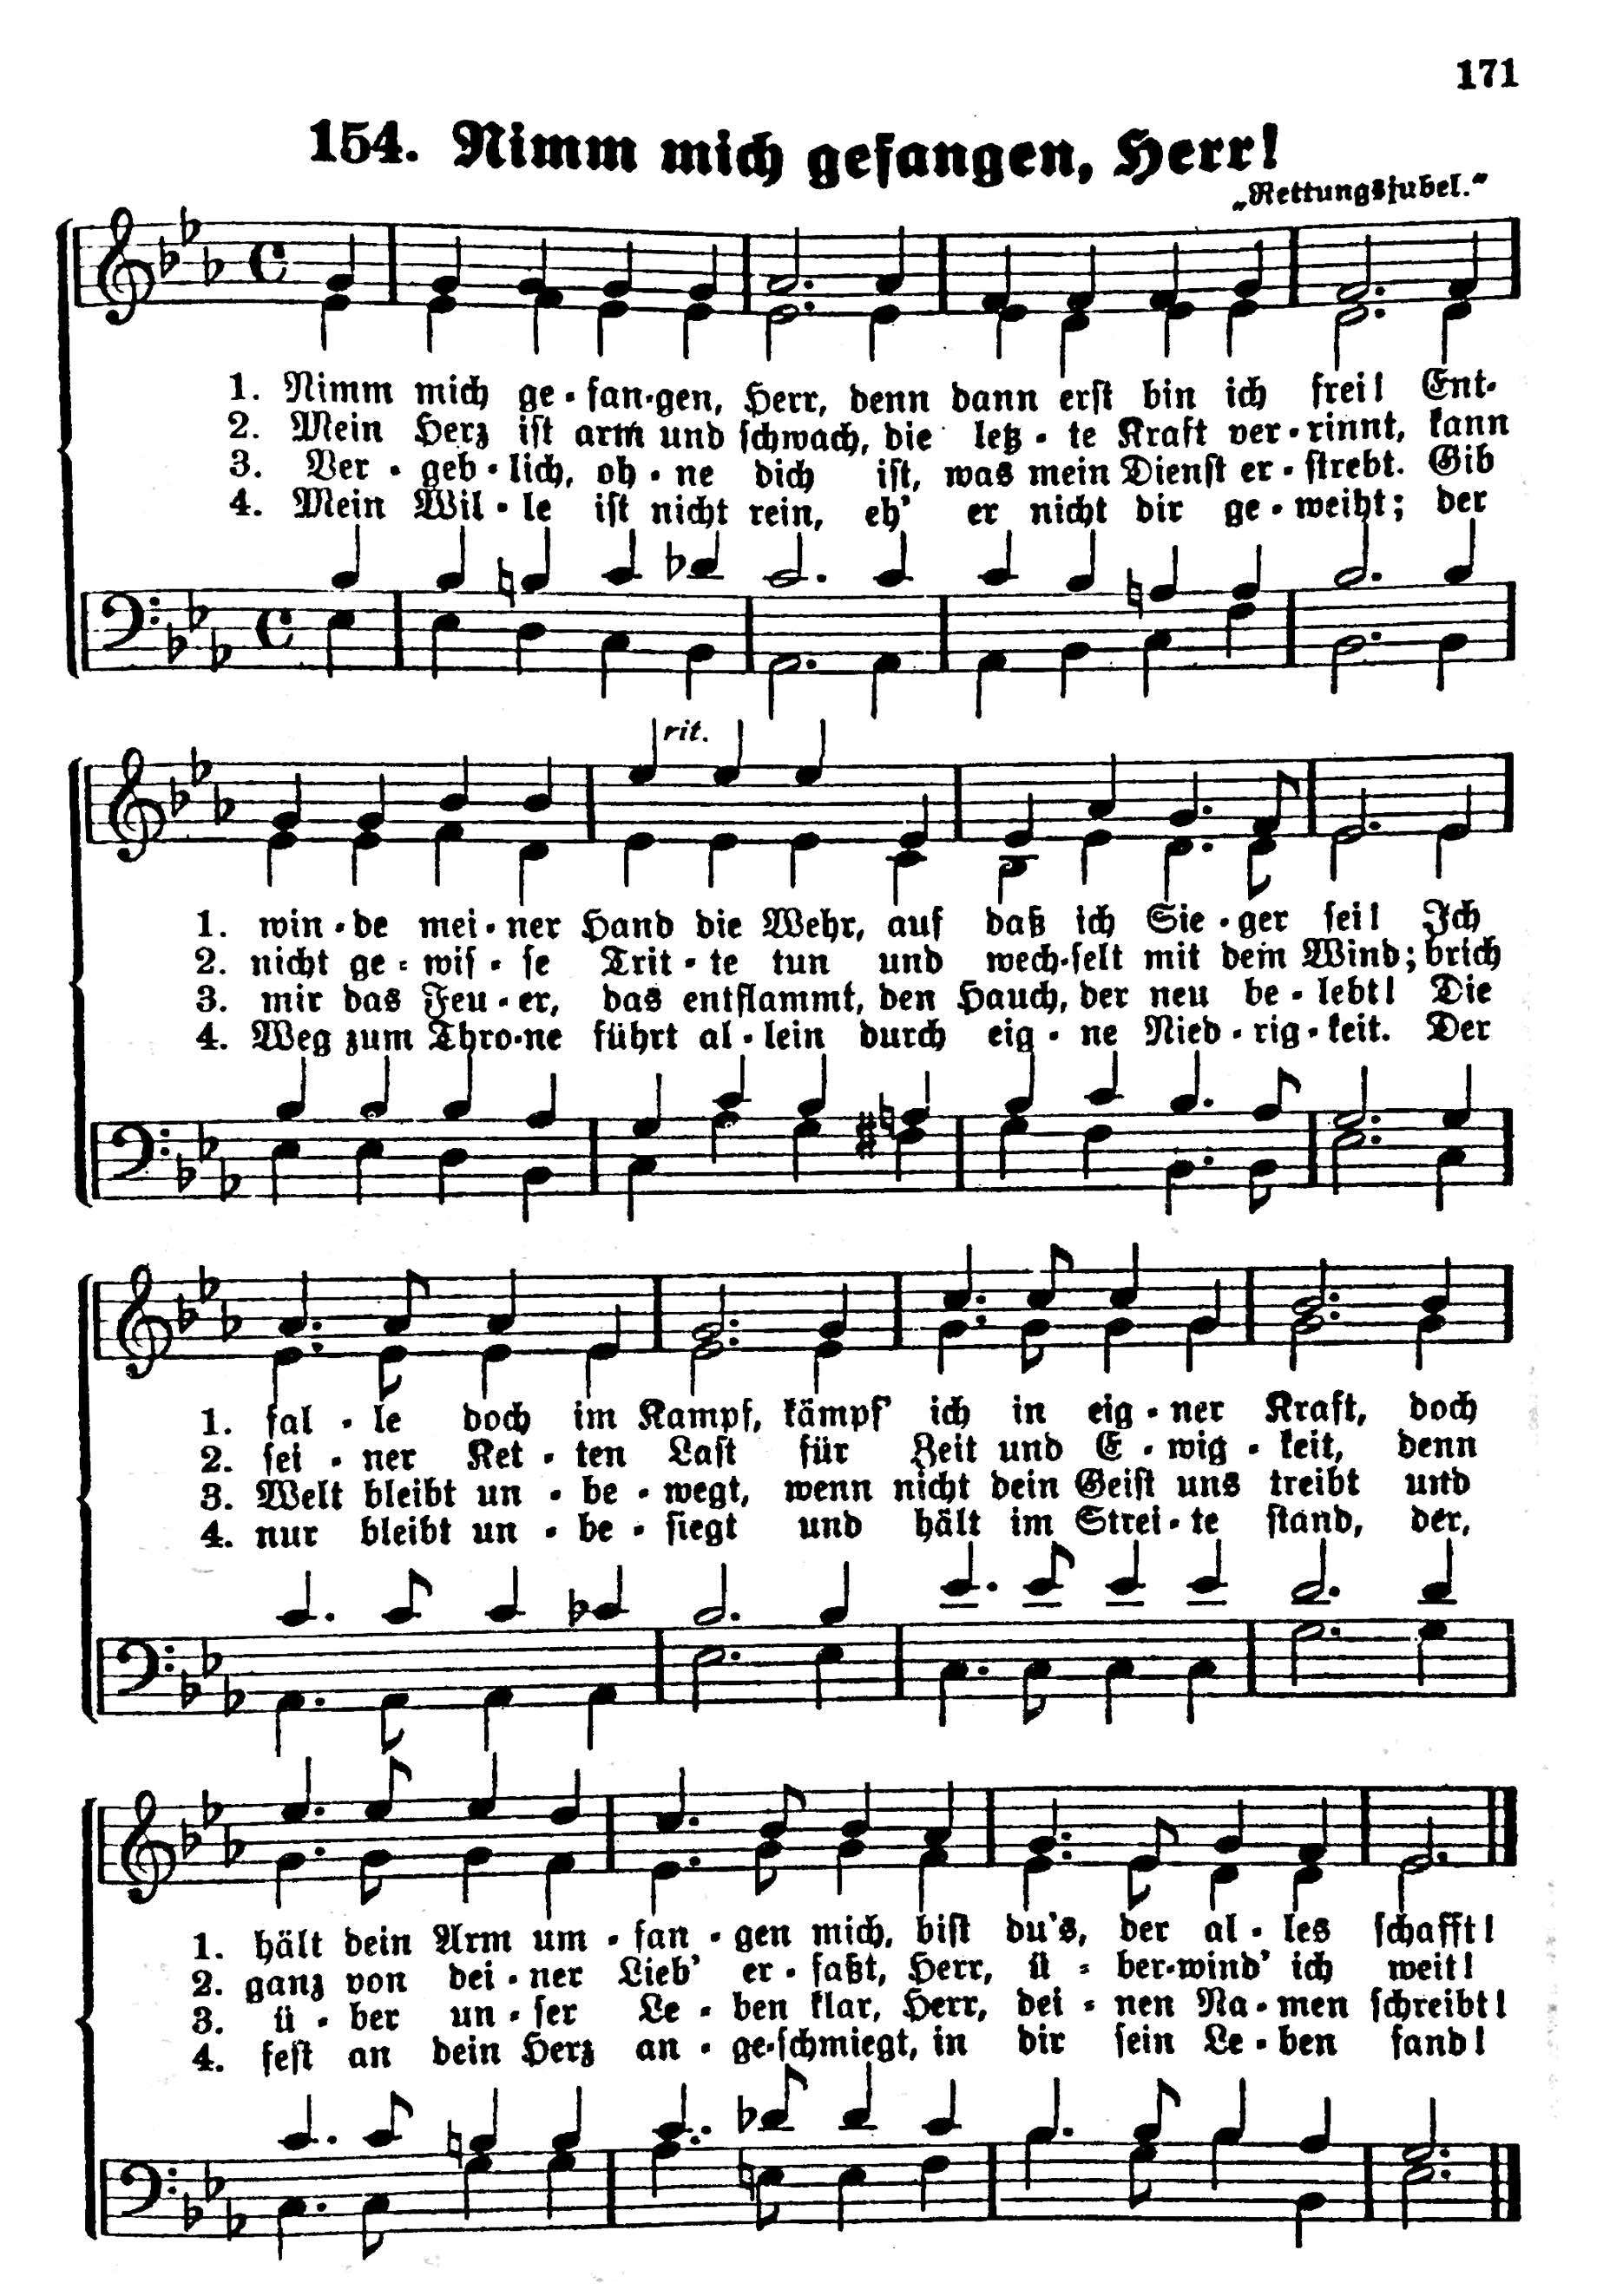 171
154. Nimm mich gefangen, Herr!
„Rettungsjubel.“
1. Nimm mich ge-fan-gen, Herr, denn dann erst bin ich frei! Ent-
2. Mein Herz ist arm und schwach, die letz-te Kraft ver-rinnt, kann
3. Ver-geb-lich, oh-ne dich ist, was mein Dienst er-strebt. Gib
4. Mein Wil-le ist nicht rein, eh' er nicht dir ge-weiht; der
rit.
1. win-de mei-ner Hand die Wehr, auf daß ich Sie-ger sei! Ich
2. nicht ge-wis-se Trit-te tun und wech-selt mit dem Wind; brich
3. mir das Feu-er, das entflammt, den Hauch, der neu be-lebt! Die
4. Weg zum Thro-ne führt al-lein durch eig-ne Nied-rig-keit. Der
1. fal-le doch im Kampf, kämpf' ich in eig-ner Kraft, doch
2. sei-ner Ket-ten Last für Zeit und E-wig-keit, denn
3. Welt bleibt un-be-wegt, wenn nicht dein Geist uns treibt und
4. nur bleibt un-be-siegt und hält im Strei-te stand, der,
1. hält dein Arm um-fan-gen mich, bist du's, der al-les schafft!
2. ganz von dei-ner Lieb' er-faßt, Herr, ü-ber-wind' ich weit!
3. ü-ber un-ser Le-ben klar, Herr, dei-nen Na-men schreibt!
4. fest an dein Herz an-ge-schmiegt, in dir sein Le-ben fand!